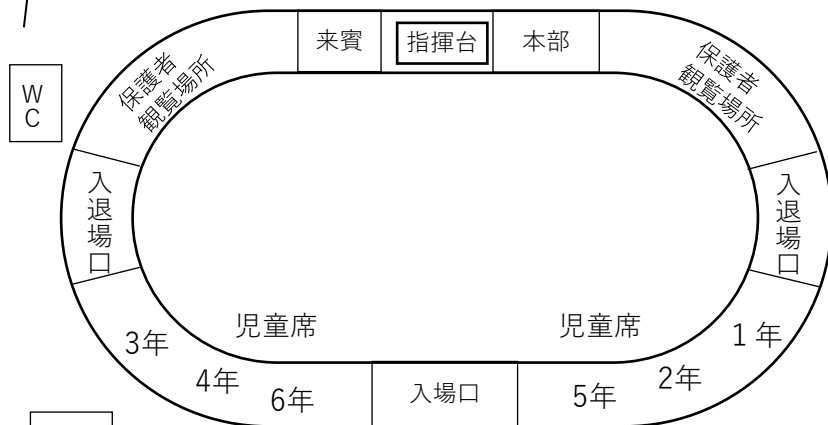 来賓
指揮台
本部
保護者
観覧場所
保護者
観覧場所
WC
入退場口
入退場口
児童席
児童席
3年
4年
6年
入場口
5年
2年
1年